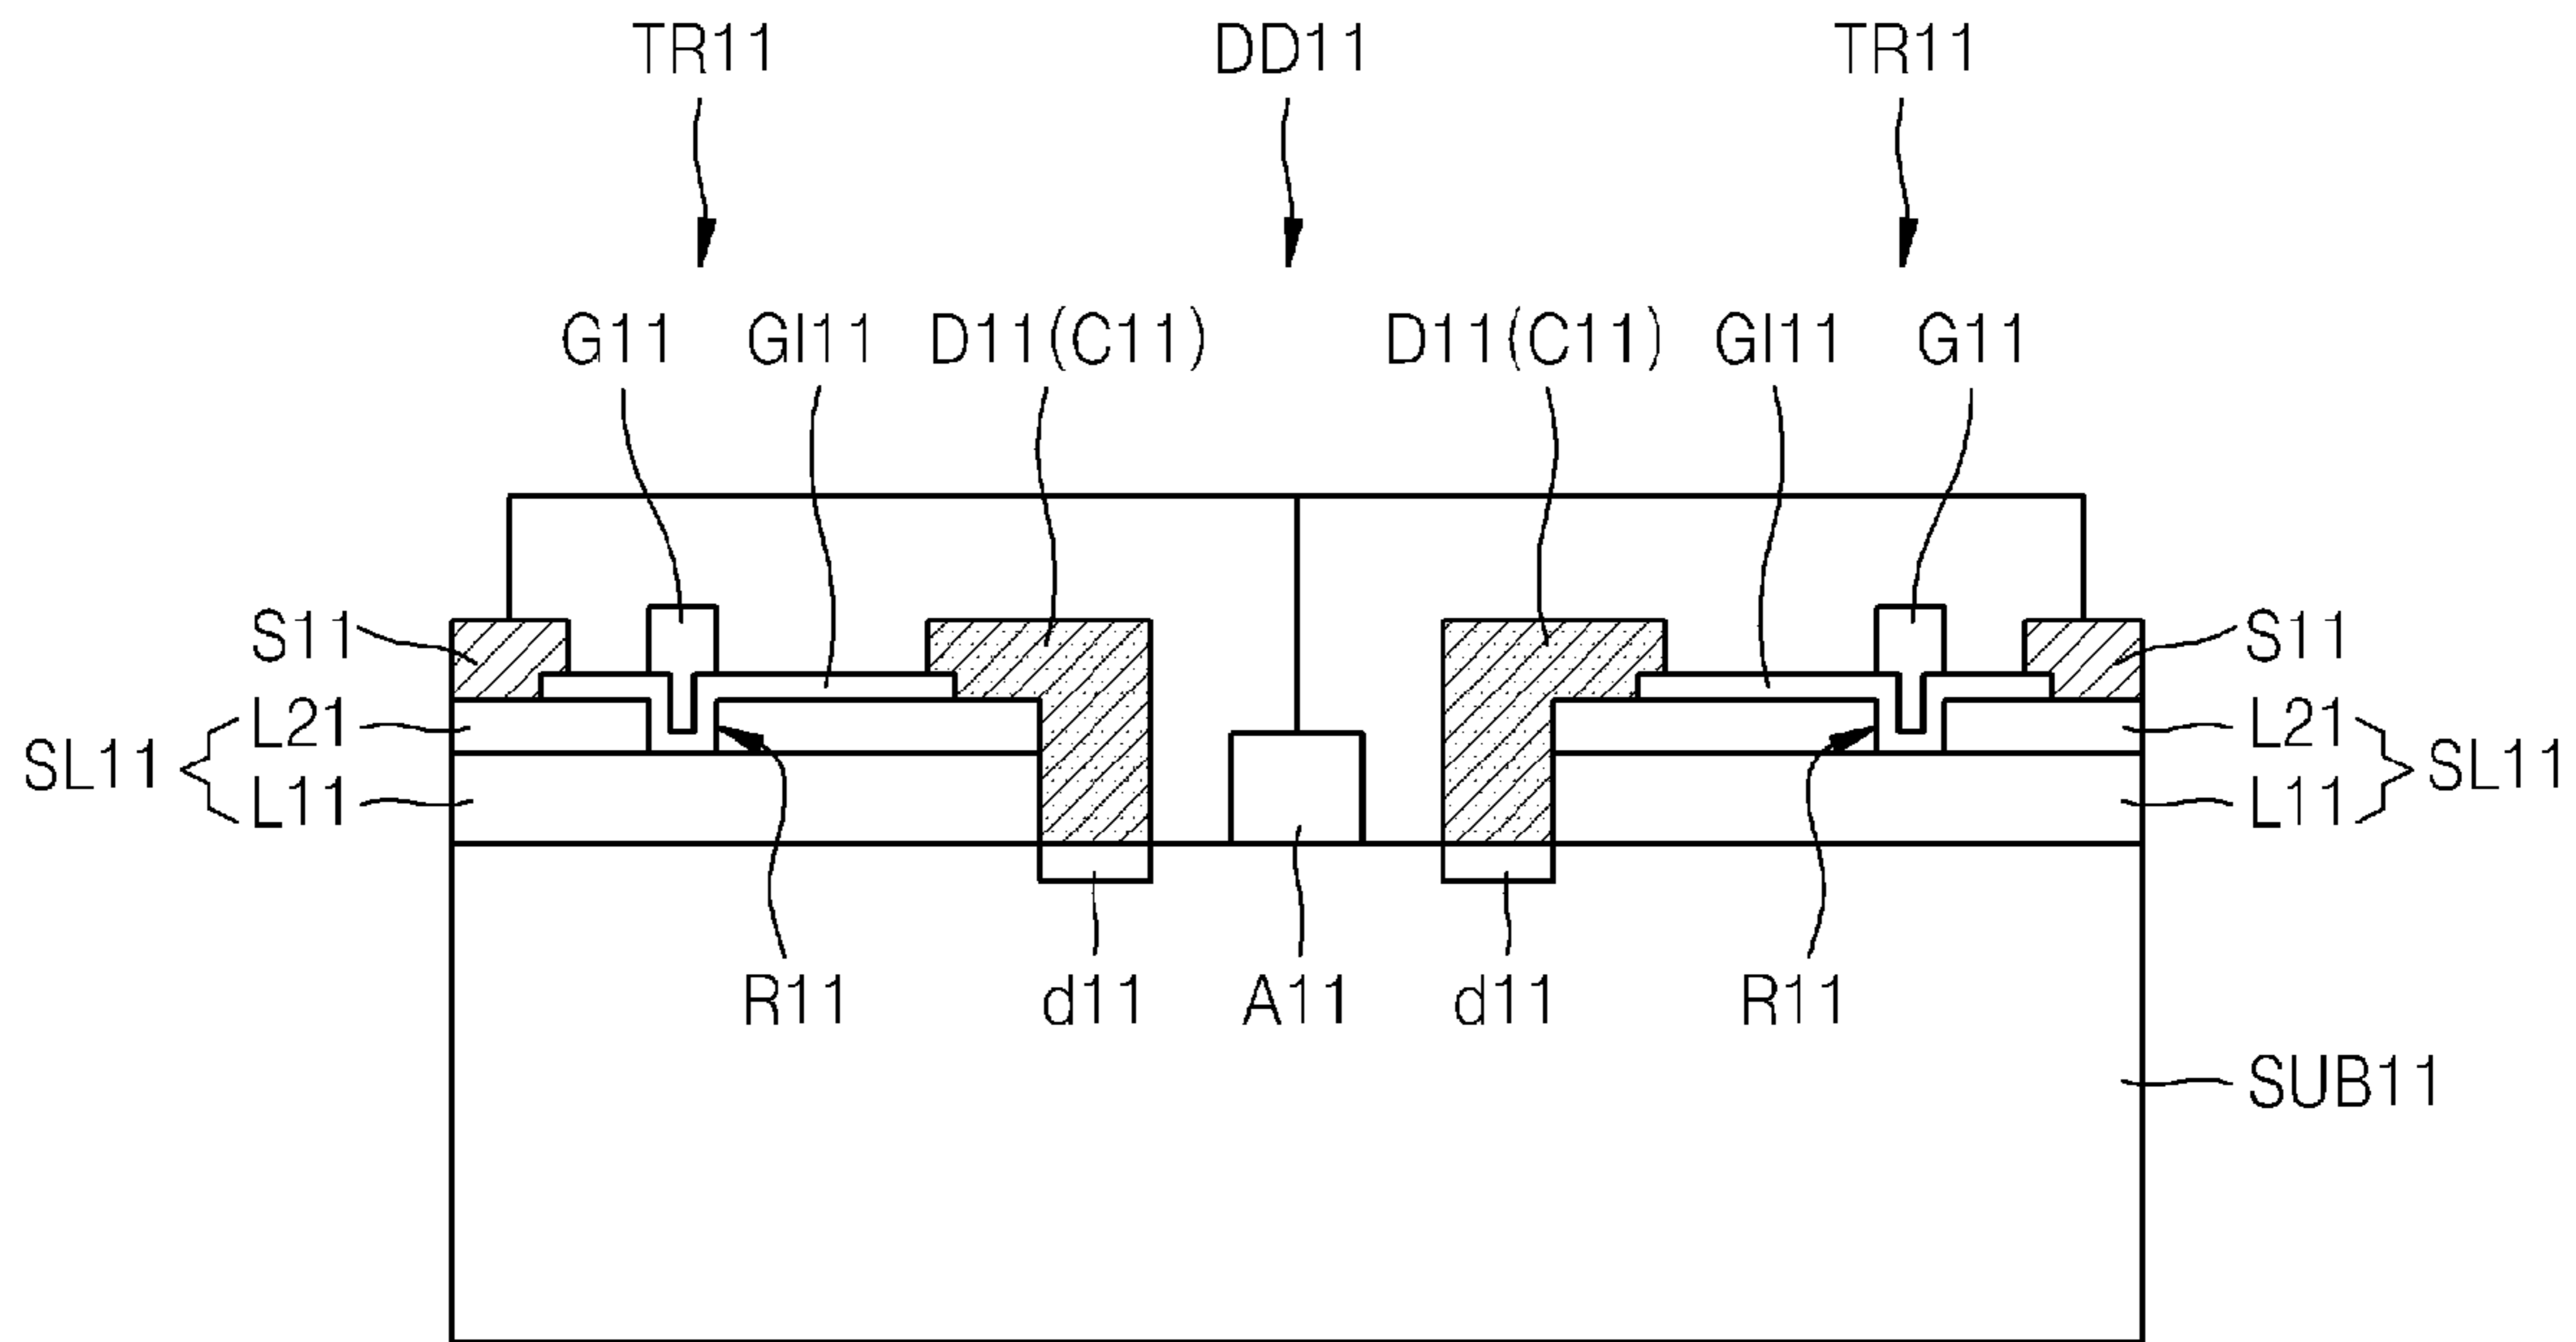 TR11 DD11 TR11
G11 GI11 D11(C11) D11(C11) GI11 G11
S11 S11
L21 L21
SL11 SL11
L11 L11
R11 d11 A11 d11 R11
SUB11